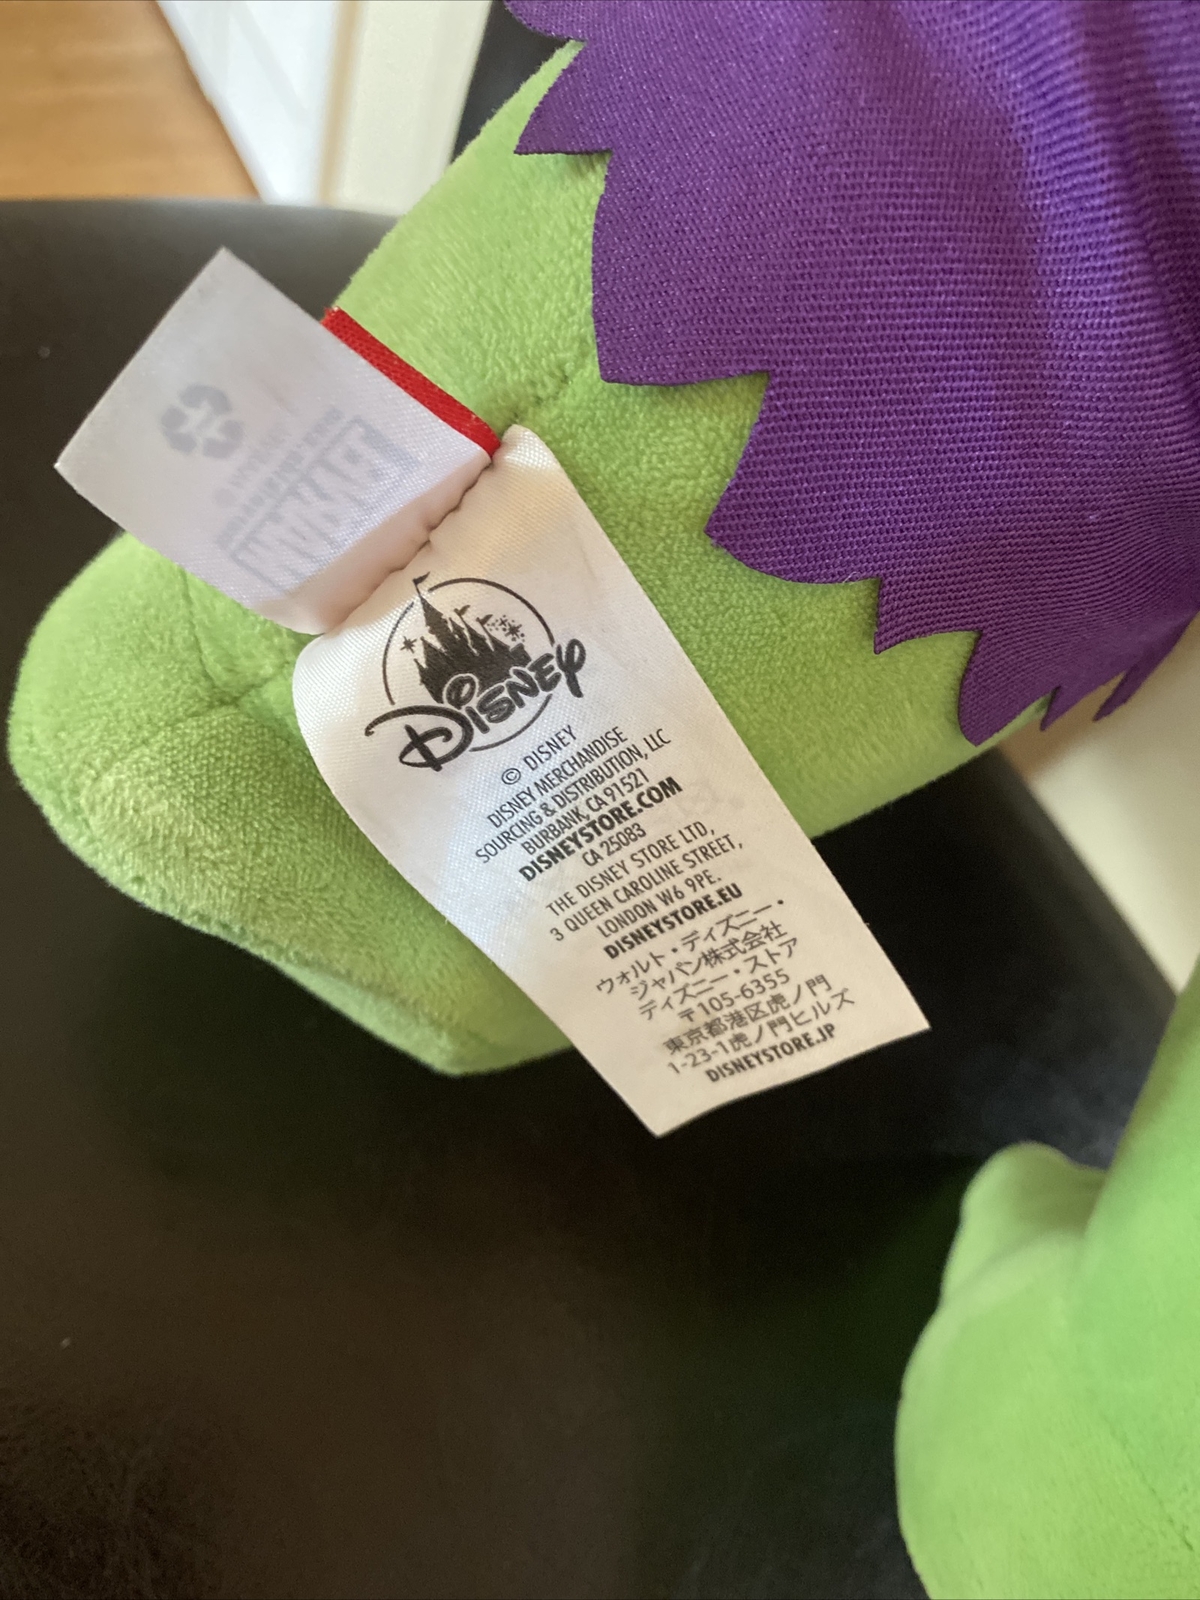 Disney
© DISNEY
DISNEY MERCHANDISE
SOURCING & DISTRIBUTION, LLC
BURBANK, CA 91521
DISNEYSTORE.COM
CA 25083
THE DISNEY STORE LTD,
3 QUEEN CAROLINE STREET,
LONDON W6 9PE.
DISNEYSTORE.EU
ウォルト・ディズニー・
ジャパン株式会社
ディズニー・ストア
〒105-6355
東京都港区虎ノ門
1-23-1虎ノ門ヒルズ
DISNEYSTORE.JP